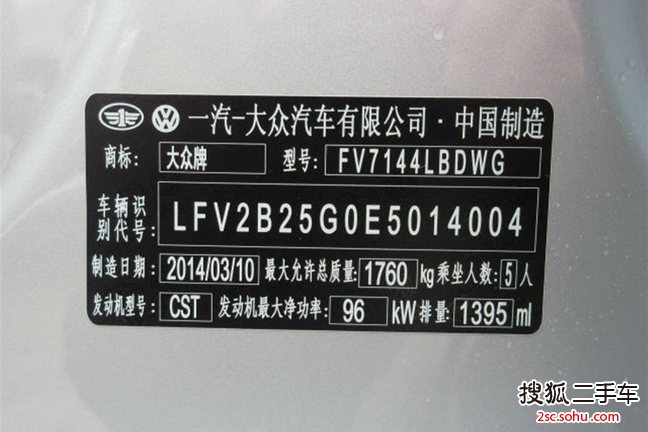 一汽-大众汽车有限公司·中国制造
商标: 大众牌 型号: FV7144LBDWG
车辆识别代号: LFV2B25G0E5014004
制造日期: 2014/03/10 最大允许总质量: 1760 kg 乘坐人数: 5 人
发动机型号: CST 发动机最大净功率: 96 kW 排量: 1395 ml
搜狐二手车
2sc.sohu.com